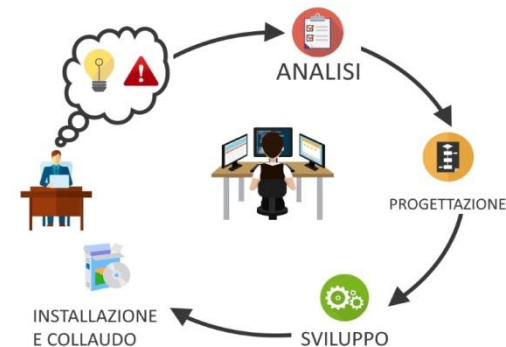 ANALISI
PROGETTAZIONE
SVILUPPO
INSTALLAZIONE
E COLLAUDO